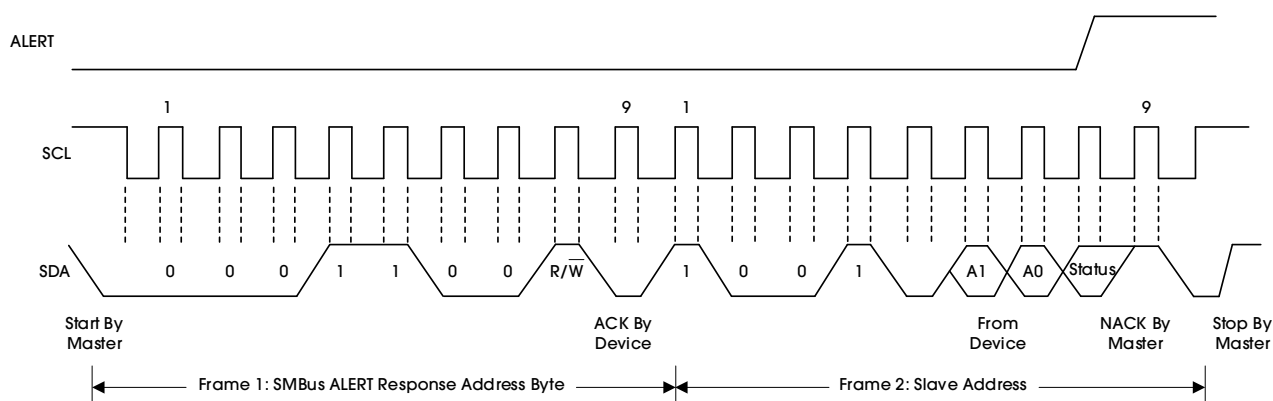 ALERT
1 9 1 9
SCL
SDA
0 0 0 1 1 0 0 R/W̅ 1 0 0 1 A1 A0 Status
Start By
Master
ACK By
Device
From
Device
NACK By
Master
Stop By
Master
Frame 1: SMBus ALERT Response Address Byte
Frame 2: Slave Address